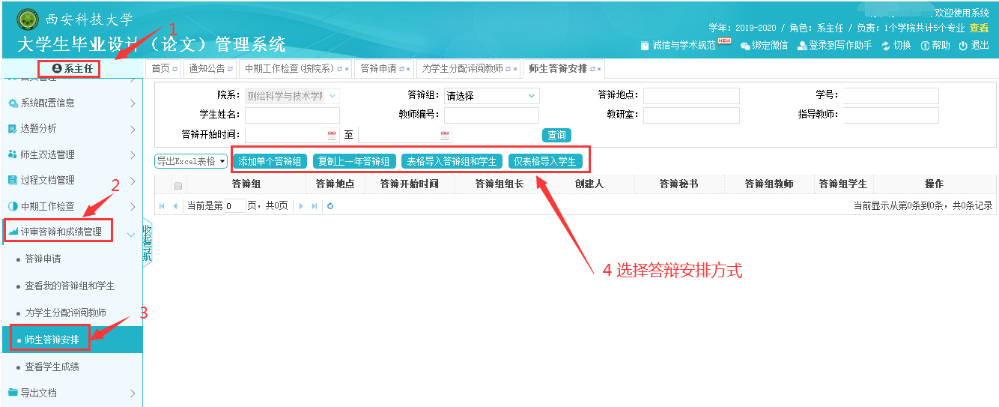 西安科技大学
欢迎使用系统
大学生毕业设计（论文）管理系统
学年：2019-2020 / 角色：系主任 / 负责：1个学院共计5个专业 查看
诚信与学术规范 NEW 绑定微信 登录到写作助手 切换 帮助 退出
1
系主任
首页 通知公告 中期工作检查(按院系) 答辩申请 为学生分配评阅教师 师生答辩安排
系统配置信息
选题分析
师生双选管理
过程文档管理
2
中期工作检查
评审答辩和成绩管理
答辩申请
查看我的答辩组和学生
为学生分配评阅教师
3
师生答辩安排
查看学生成绩
导出文档
收起导航
院系： 测绘科学与技术学院 答辩组： 请选择 答辩地点： 学号：
学生姓名： 教师编号： 教研室： 指导教师：
答辩开始时间： 至 查询
导出Excel表格 添加单个答辩组 复制上一年答辩组 表格导入答辩组和学生 仅表格导入学生
答辩组 答辩地点 答辩开始时间 答辩组组长 创建人 答辩秘书 答辩组教师 答辩组学生 操作
当前是第 0 页，共0页 当前显示从第0条到0条，共0条记录
4 选择答辩安排方式